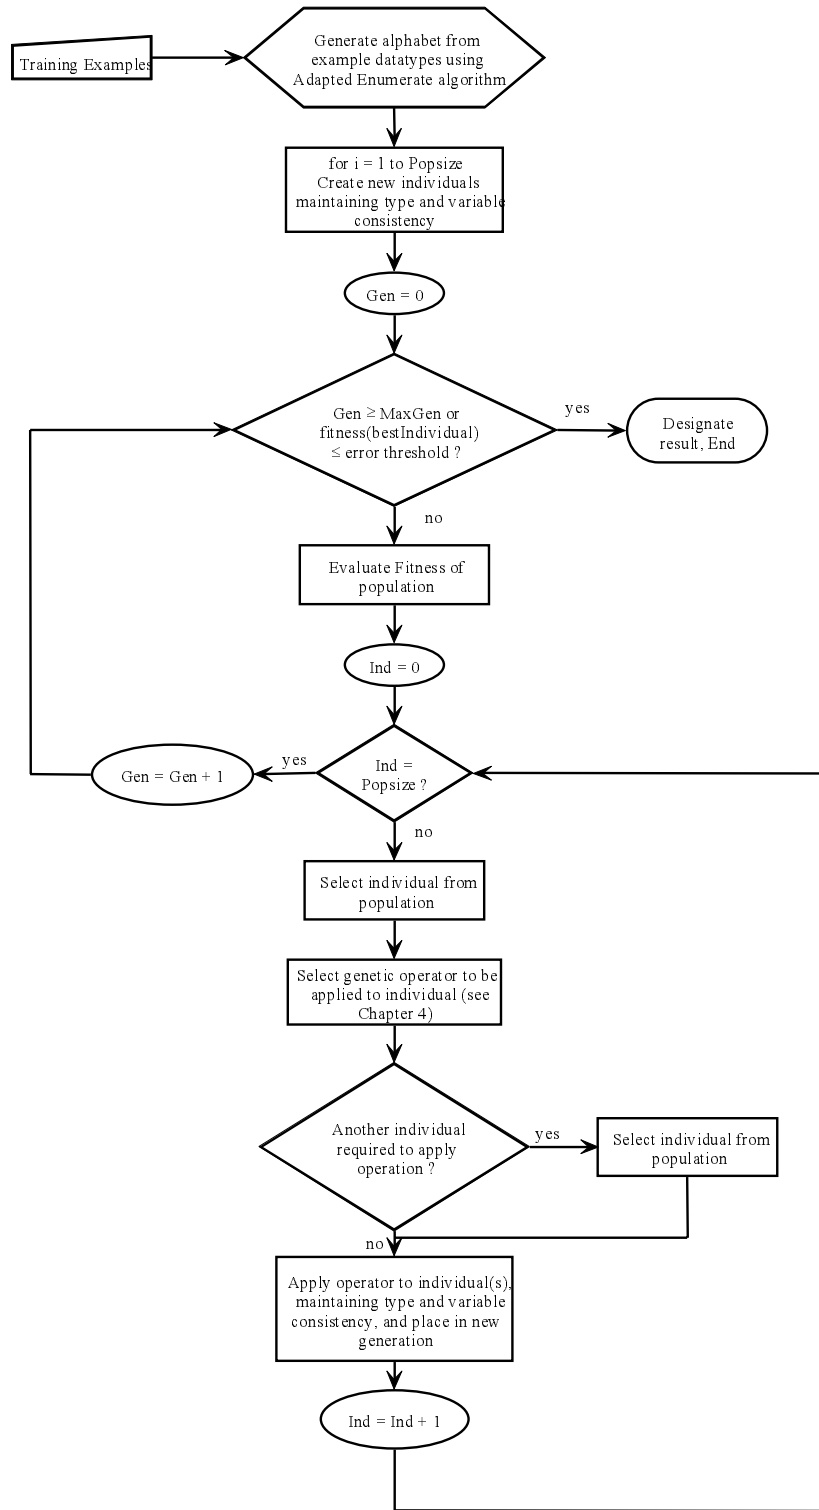 Training Examples
Generate alphabet from
example datatypes using
Adapted Enumerate algorithm
for i = 1 to Popsize
Create new individuals
maintaining type and variable
consistency
Gen = 0
Gen ≥ MaxGen or
fitness(bestIndividual)
≤ error threshold ?
yes
Designate
result, End
no
Evaluate Fitness of
population
Ind = 0
Ind =
Popsize ?
yes
Gen = Gen + 1
no
Select individual from
population
Select genetic operator to be
applied to individual (see
Chapter 4)
Another individual
required to apply
operation ?
yes
Select individual from
population
no
Apply operator to individual(s),
maintaining type and variable
consistency, and place in new
generation
Ind = Ind + 1